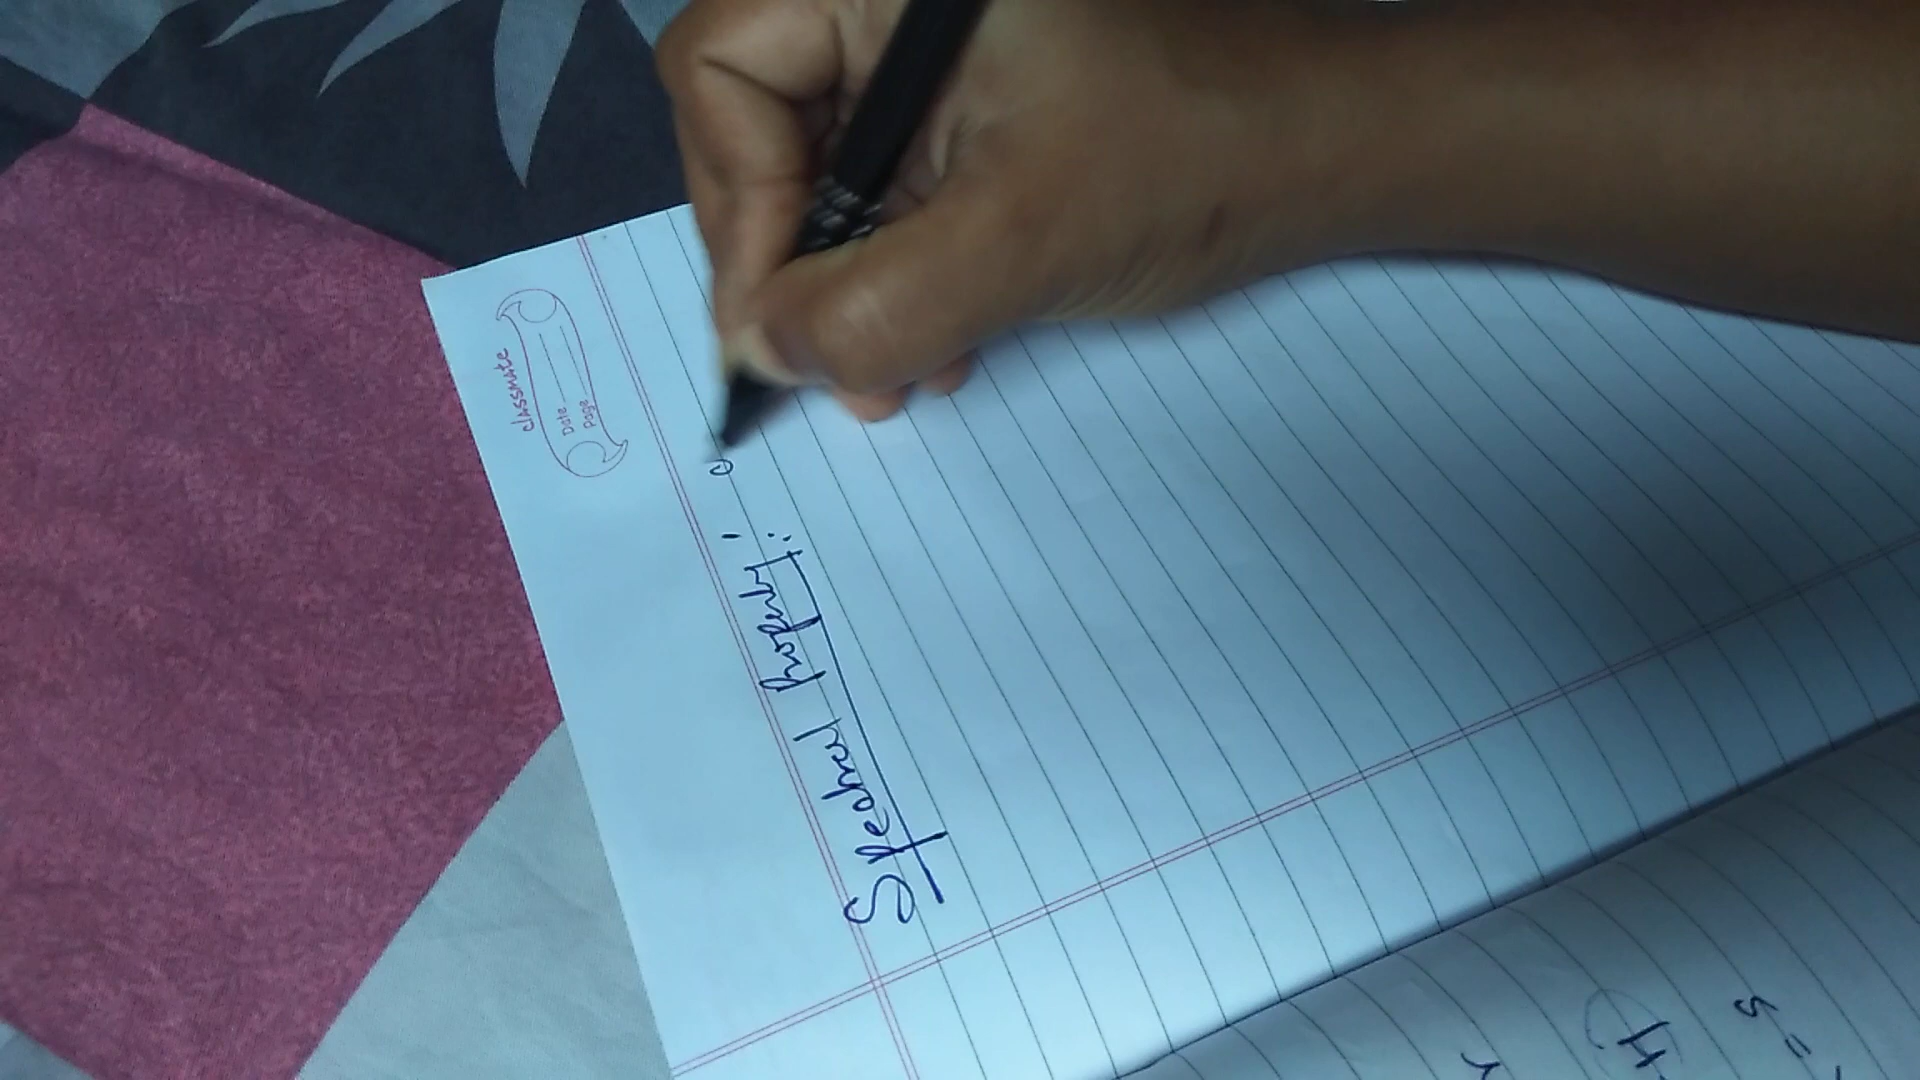 classmate
Date
Page
Spectral Property:
S =
H